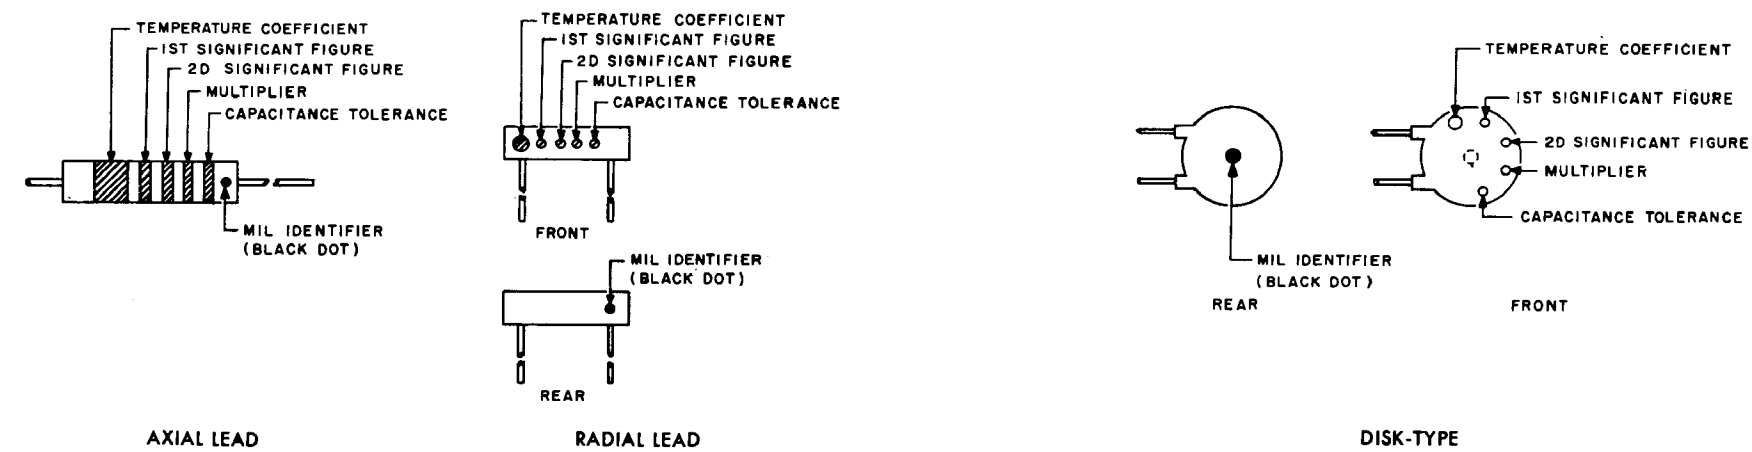 TEMPERATURE COEFFICIENT
1ST SIGNIFICANT FIGURE
2D SIGNIFICANT FIGURE
MULTIPLIER
CAPACITANCE TOLERANCE
MIL IDENTIFIER
(BLACK DOT)
AXIAL LEAD
TEMPERATURE COEFFICIENT
1ST SIGNIFICANT FIGURE
2D SIGNIFICANT FIGURE
MULTIPLIER
CAPACITANCE TOLERANCE
FRONT
MIL IDENTIFIER
(BLACK DOT)
REAR
RADIAL LEAD
MIL IDENTIFIER
(BLACK DOT)
REAR
TEMPERATURE COEFFICIENT
1ST SIGNIFICANT FIGURE
2D SIGNIFICANT FIGURE
MULTIPLIER
CAPACITANCE TOLERANCE
FRONT
DISK-TYPE